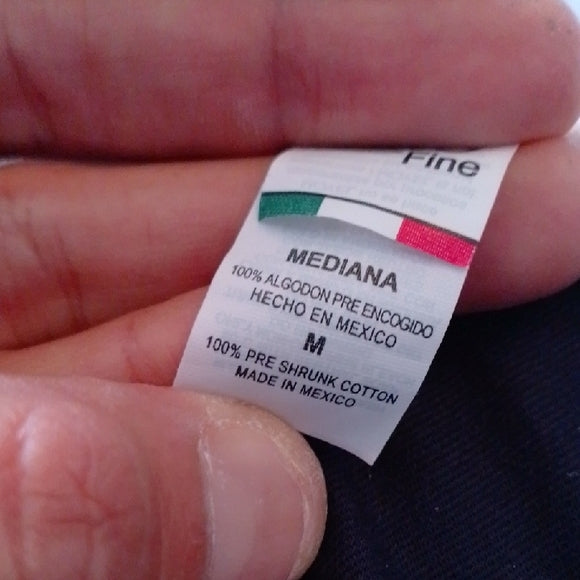 Fine
MEDIANA
100% ALGODON PRE ENCOGIDO
HECHO EN MEXICO
M
100% PRE SHRUNK COTTON
MADE IN MEXICO